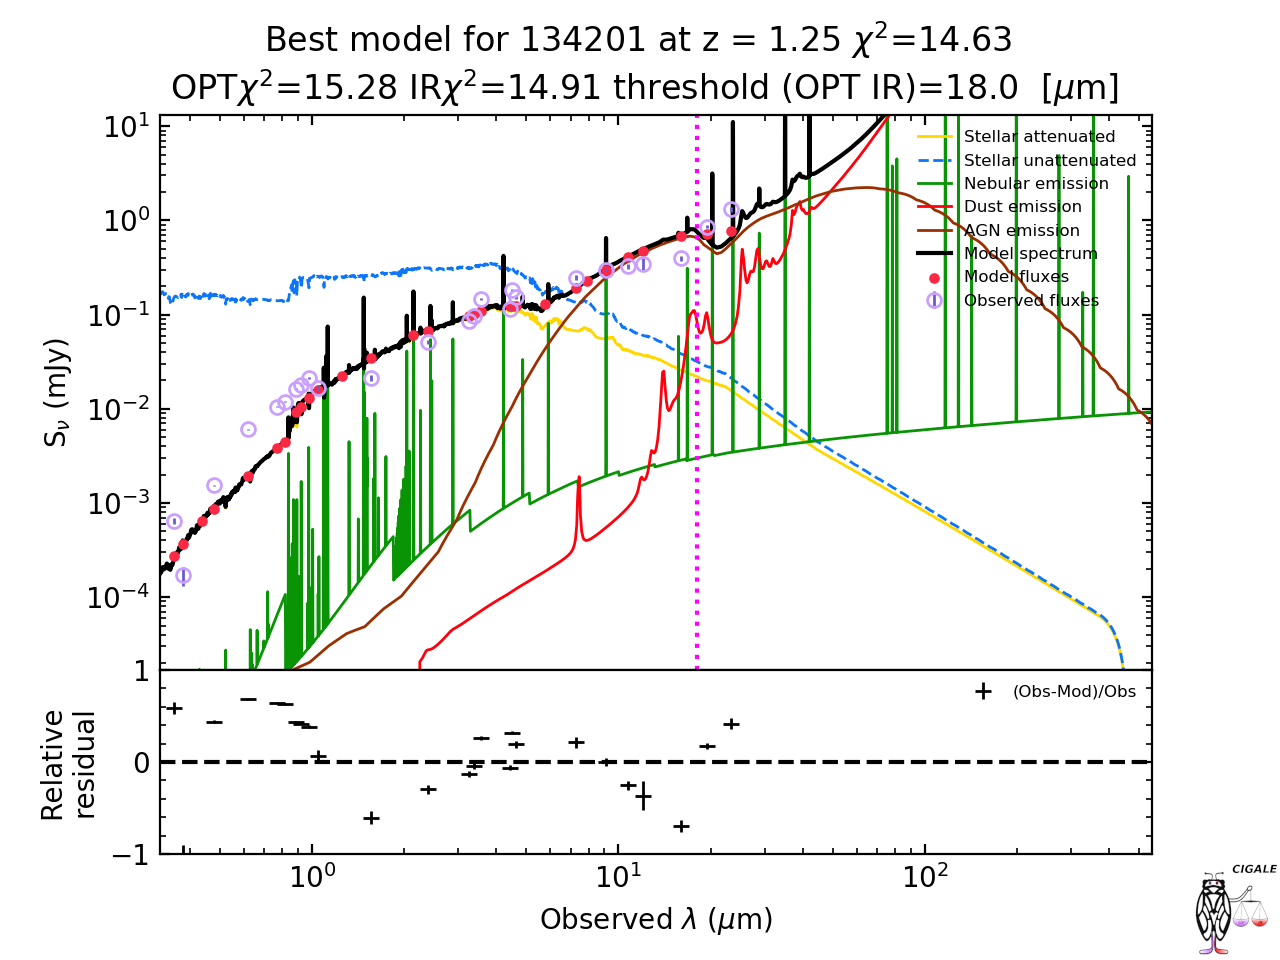 Best model for 134201 at z = 1.25 χ²=14.63
OPTχ²=15.28 IRχ²=14.91 threshold (OPT IR)=18.0 [μm]
10¹
10⁰
10⁻¹
10⁻²
10⁻³
10⁻⁴
Sν (mJy)
Stellar attenuated
Stellar unattenuated
Nebular emission
Dust emission
AGN emission
Model spectrum
Model fluxes
Observed fluxes
1
0
−1
Relative
residual
(Obs-Mod)/Obs
10⁰
10¹
10²
Observed λ (μm)
CIGALE